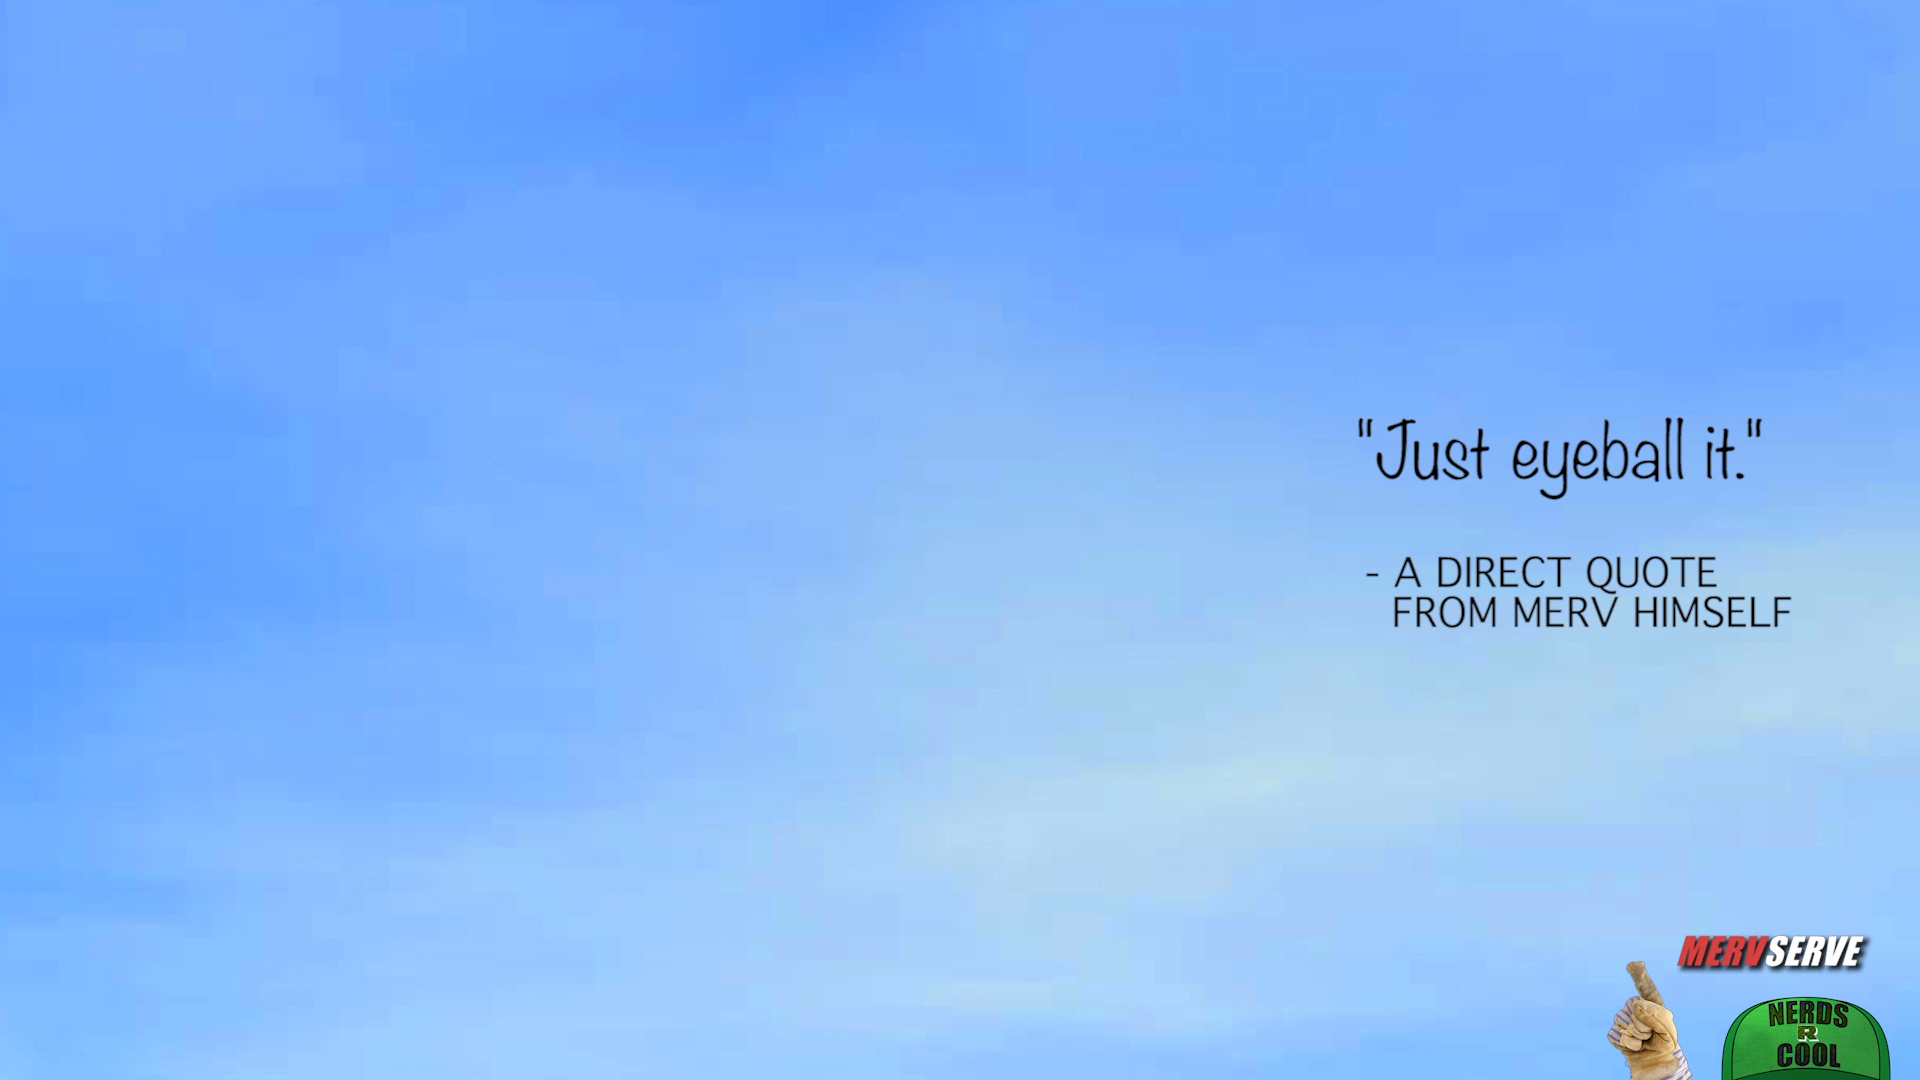 "Just eyeball it."
- A DIRECT QUOTE
FROM MERV HIMSELF
MERVSERVE
NERDS
R
COOL